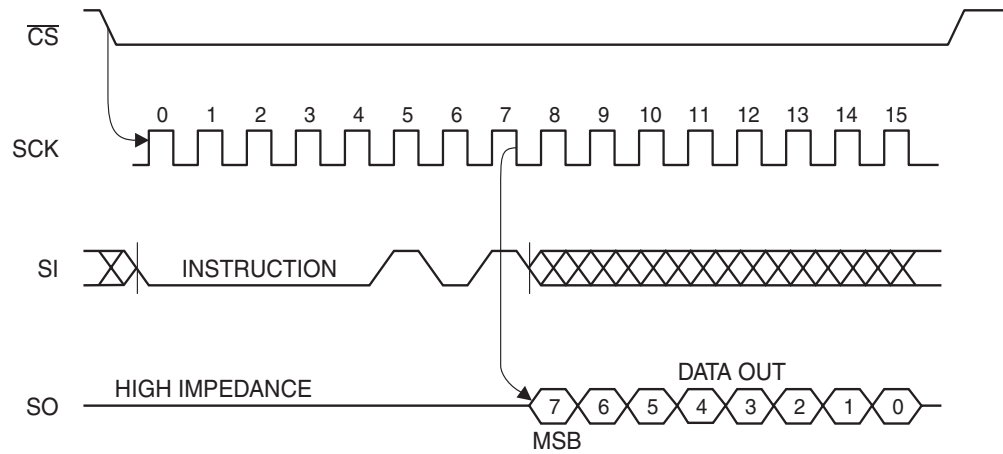 CS
0 1 2 3 4 5 6 7 8 9 10 11 12 13 14 15
SCK
SI INSTRUCTION
HIGH IMPEDANCE DATA OUT
SO 7 6 5 4 3 2 1 0
MSB